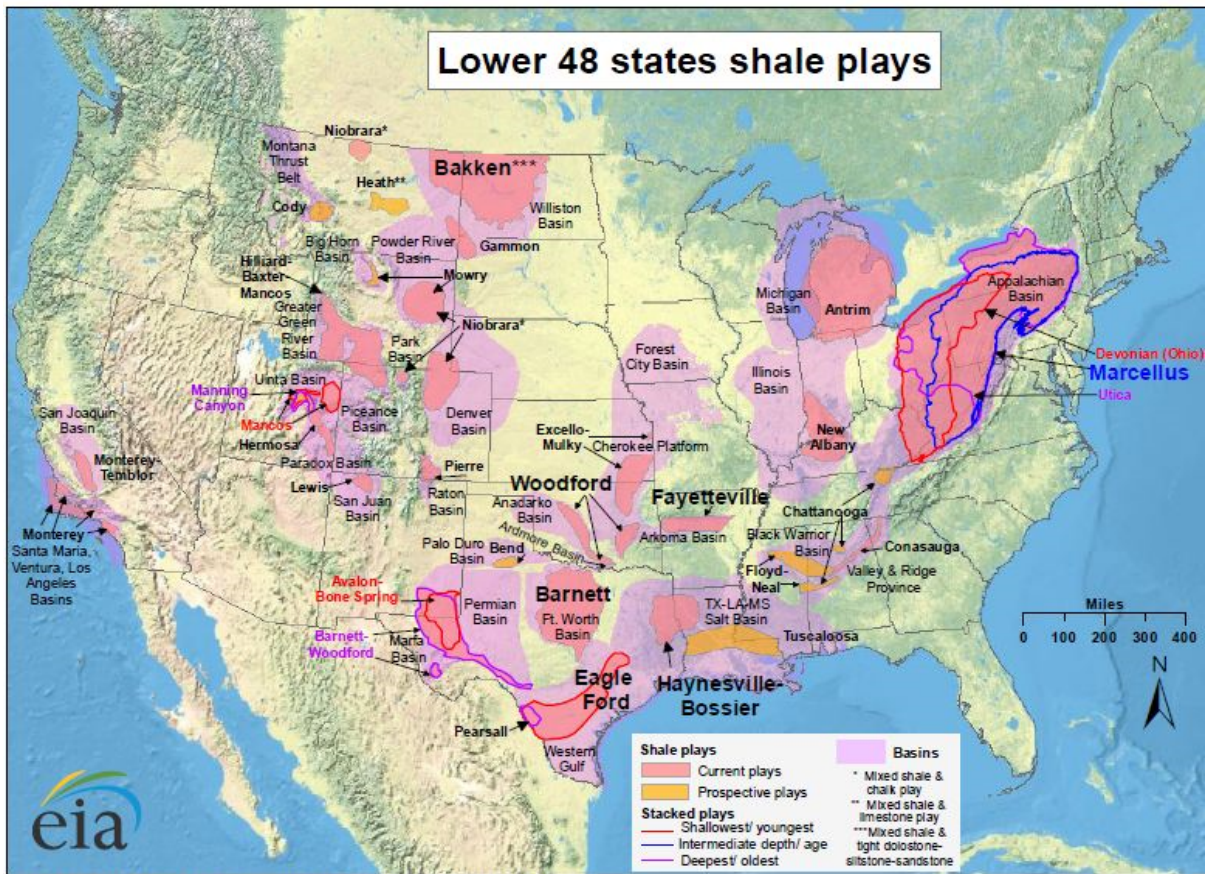 Lower 48 states shale plays
Niobrara*
Montana
Thrust
Belt
Bakken***
Heath**
Cody
Williston
Basin
Big Horn
Basin
Powder River
Basin
Gammon
Hilliard-
Baxter-
Mancos
Mowry
Greater
Green
River
Basin
Niobrara*
Park
Basin
Michigan
Basin
Antrim
Appalachian
Basin
Devonian (Ohio)
Marcellus
Utica
Forest
City Basin
Illinois
Basin
Uinta Basin
Manning
Canyon
Mancos
Piceance
Basin
Denver
Basin
San Joaquin
Basin
Hermosa
Paradox Basin
Excello-
Mulky
Cherokee Platform
New
Albany
Monterey-
Temblor
Lewis
San Juan
Basin
Pierre
Raton
Basin
Woodford
Anadarko
Basin
Ardmore Basin
Fayetteville
Arkoma Basin
Chattanooga
Black Warrior
Basin
Conasauga
Floyd-
Neal
Valley & Ridge
Province
Monterey
Santa Maria,
Ventura, Los
Angeles
Basins
Palo Duro
Basin
Bend
Avalon-
Bone Spring
Permian
Basin
Barnett
Ft. Worth
Basin
TX-LA-MS
Salt Basin
Tuscaloosa
Barnett-
Woodford
Marfa
Basin
Eagle
Ford
Haynesville-
Bossier
Pearsall
Western
Gulf
Miles
0 100 200 300 400
N
Shale plays
Current plays
Prospective plays
Stacked plays
Shallowest/ youngest
Intermediate depth/ age
Deepest/ oldest
Basins
* Mixed shale &
chalk play
** Mixed shale &
limestone play
***Mixed shale &
tight dolostone-
siltstone-sandstone
eia